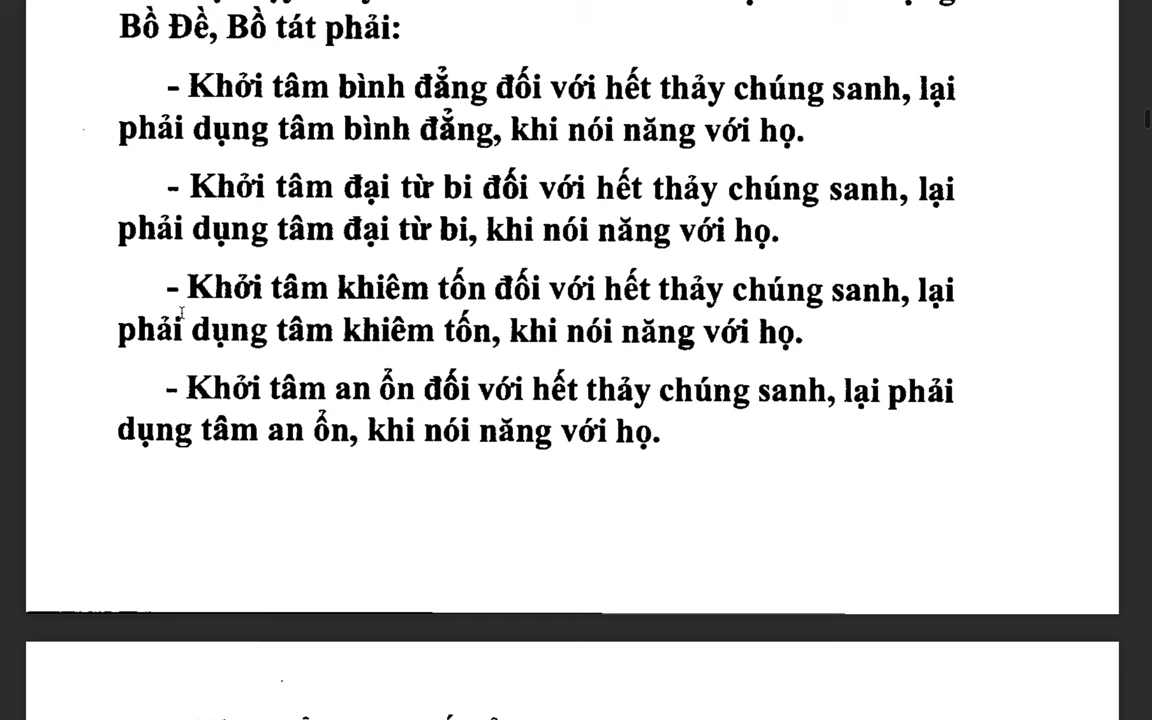 Bồ Đề, Bồ tát phải:
- Khởi tâm bình đẳng đối với hết thảy chúng sanh, lại
phải dụng tâm bình đẳng, khi nói năng với họ.
- Khởi tâm đại từ bi đối với hết thảy chúng sanh, lại
phải dụng tâm đại từ bi, khi nói năng với họ.
- Khởi tâm khiêm tốn đối với hết thảy chúng sanh, lại
phải dụng tâm khiêm tốn, khi nói năng với họ.
- Khởi tâm an ổn đối với hết thảy chúng sanh, lại phải
dụng tâm an ổn, khi nói năng với họ.